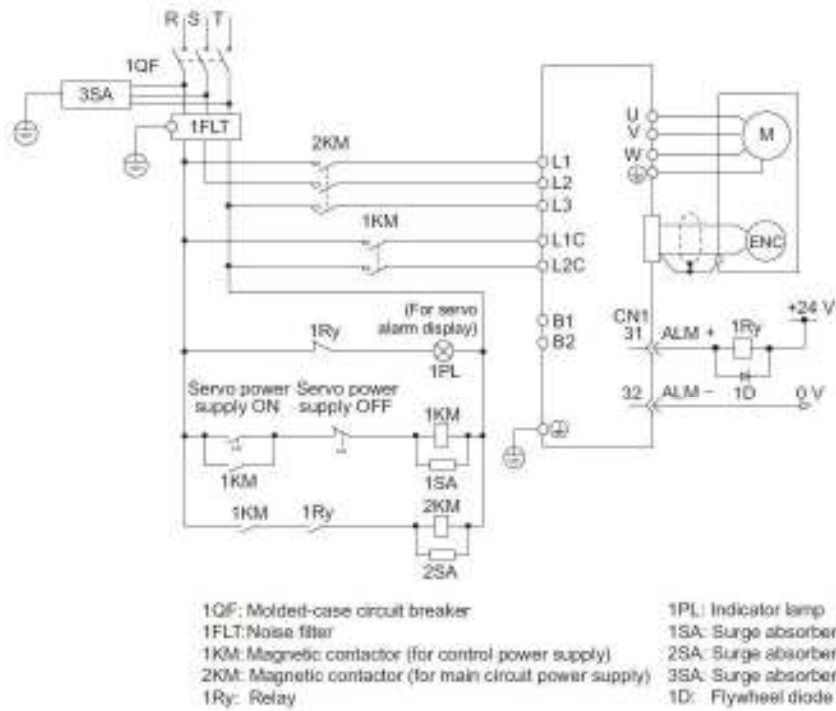 R S T
1QF
3SA
1FLT
2KM
L1
L2
L3
1KM
L1C
L2C
U
V
W
M
ENC
B1
B2
CN1
31
ALM +
1Ry
+24 V
32
ALM −
1D
0 V
(For servo
alarm display)
1Ry
1PL
Servo power
supply ON
Servo power
supply OFF
1KM
1KM
1SA
1KM
1Ry
2KM
2SA
1QF: Molded-case circuit breaker
1FLT: Noise filter
1KM: Magnetic contactor (for control power supply)
2KM: Magnetic contactor (for main circuit power supply)
1Ry: Relay
1PL: Indicator lamp
1SA: Surge absorber
2SA: Surge absorber
3SA: Surge absorber
1D: Flywheel diode